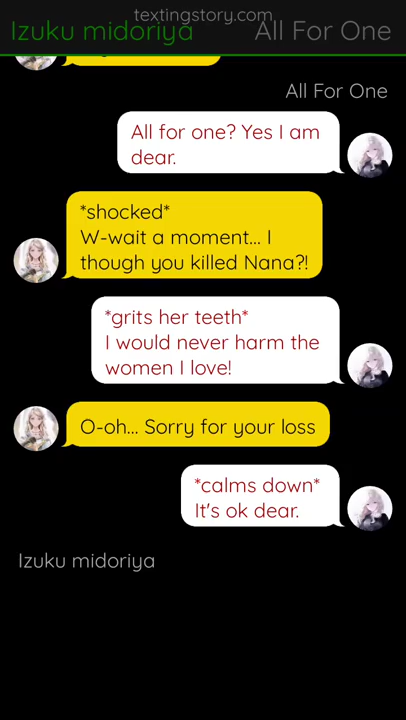 textingstory.com
Izuku midoriya
All For One
All For One
All for one? Yes I am
dear.
*shocked*
W-wait a moment... I
though you killed Nana?!
*grits her teeth*
I would never harm the
women I love!
O-oh... Sorry for your loss
*calms down*
It's ok dear.
Izuku midoriya